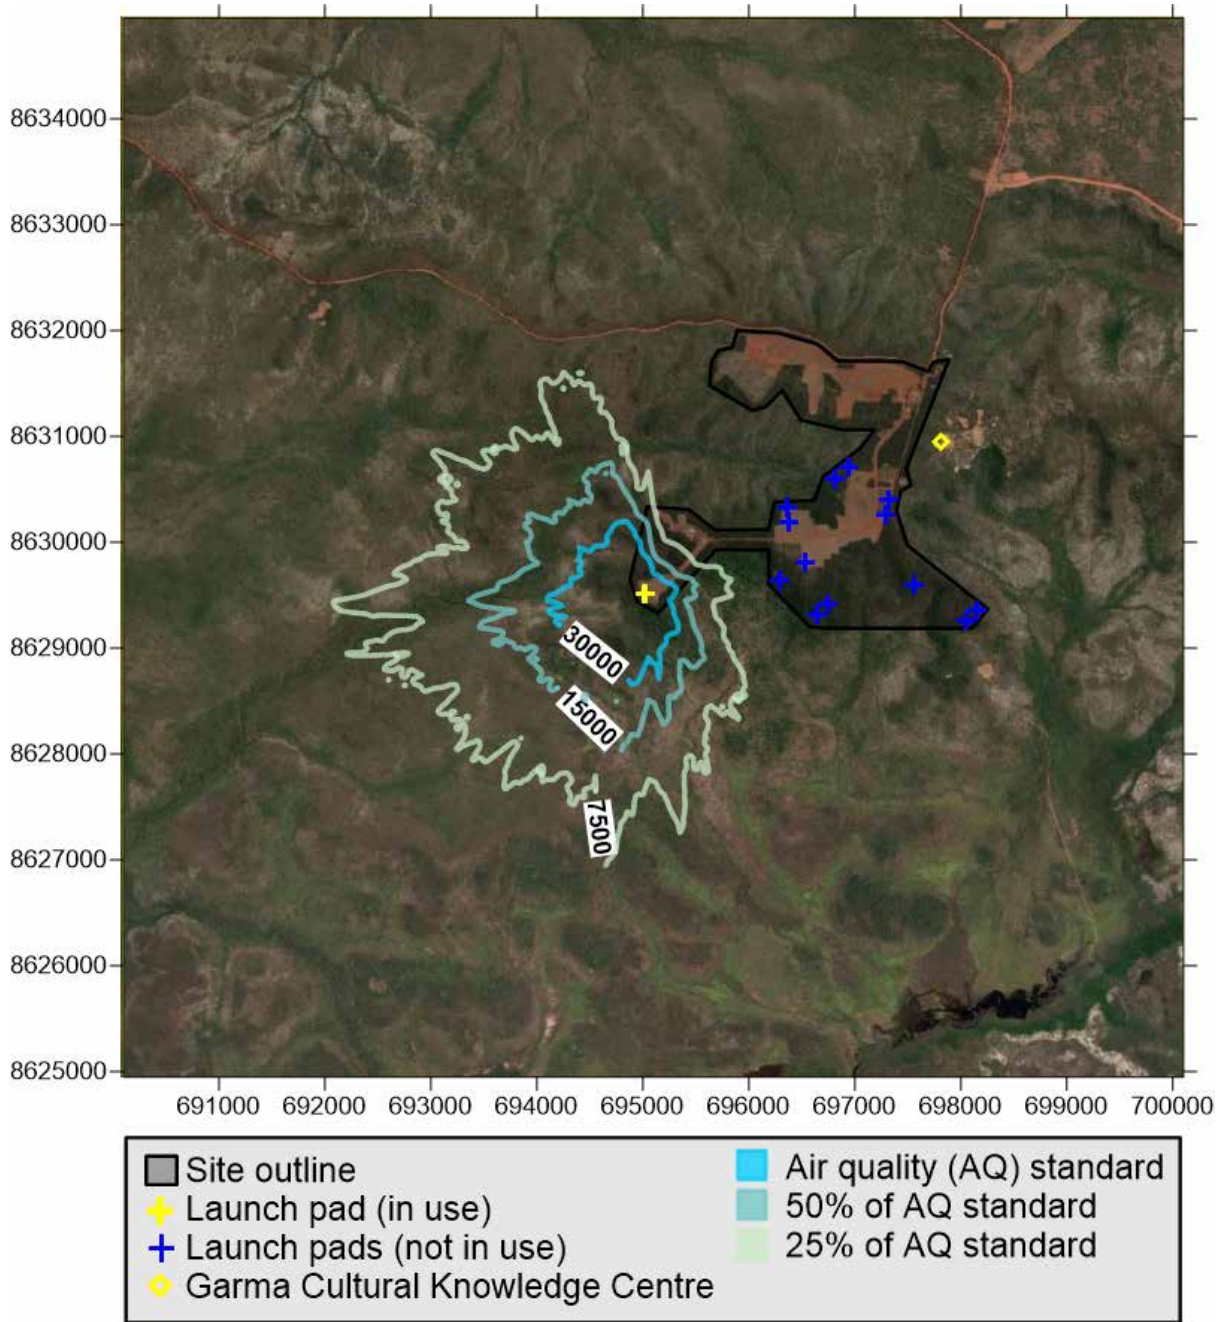 8634000
8633000
8632000
8631000
8630000
8629000
8628000
8627000
8626000
8625000
30000
15000
7500
691000 692000 693000 694000 695000 696000 697000 698000 699000 700000
Site outline
Launch pad (in use)
Launch pads (not in use)
Garma Cultural Knowledge Centre
Air quality (AQ) standard
50% of AQ standard
25% of AQ standard